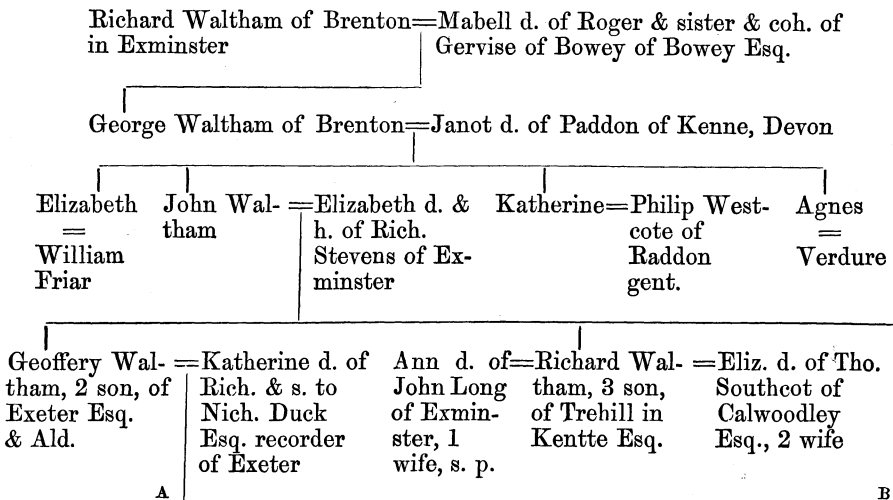 Richard Waltham of Brenton=Mabell d. of Roger & sister & coh. of
in Exminster
Gervise of Bowey of Bowey Esq.
George Waltham of Brenton=Janot d. of Paddon of Kenne, Devon
Elizabeth
=
William
Friar
John Wal-
tham
=Elizabeth d. &
h. of Rich.
Stevens of Ex-
minster
Katherine=Philip West-
cote of
Raddon
gent.
Agnes
=
Verdure
Geoffery Wal-
tham, 2 son, of
Exeter Esq.
& Ald.
=Katherine d. of
Rich. & s. to
Nich. Duck
Esq. recorder
of Exeter
Ann d. of
John Long
of Exmin-
ster, 1
wife, s. p.
=Richard Wal-
tham, 3 son,
of Trehill in
Kentte Esq.
=Eliz. d. of Tho.
Southcot of
Calwoodley
Esq., 2 wife
A
B